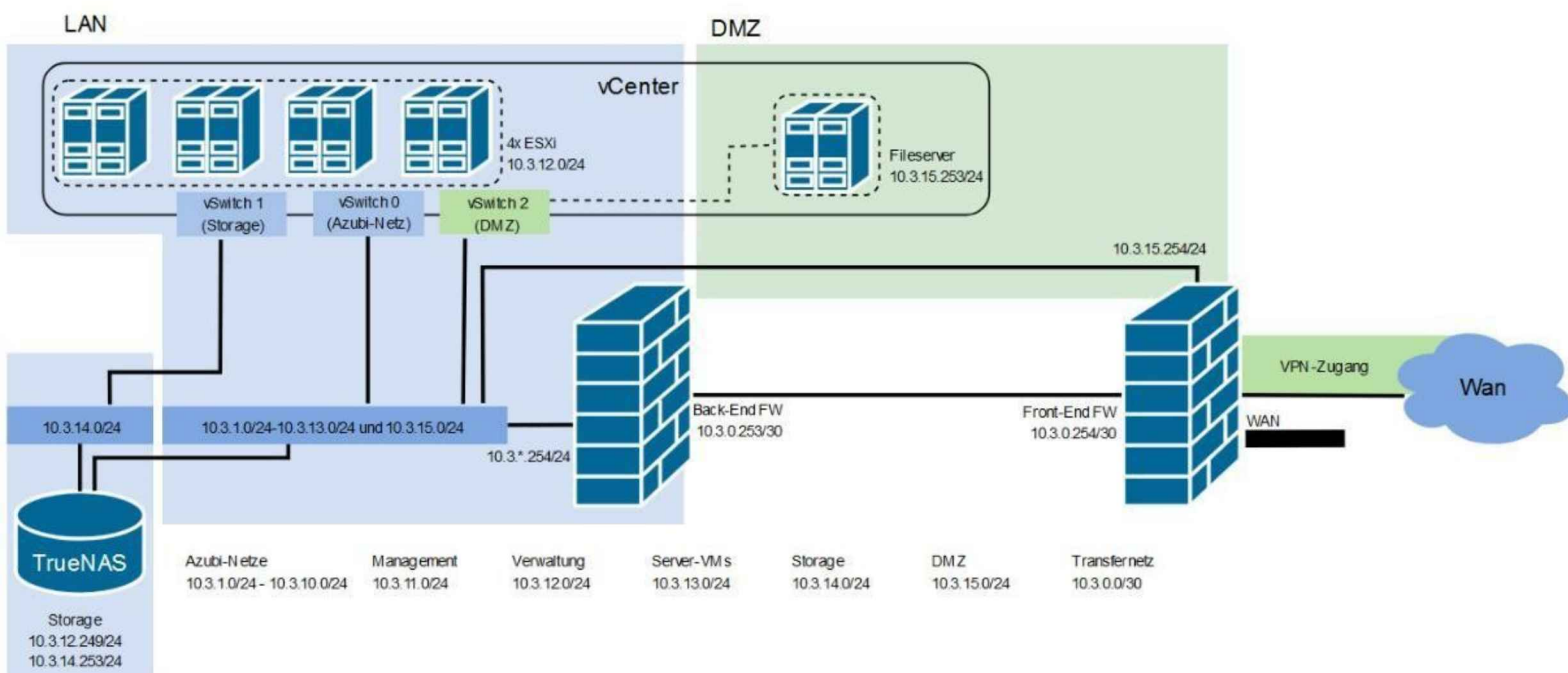 LAN
DMZ
vCenter
4x ESXi
10.3.12.0/24
Fileserver
10.3.15.253/24
vSwitch 1
(Storage)
vSwitch 0
(Azubi-Netz)
vSwitch 2
(DMZ)
10.3.15.254/24
VPN-Zugang
Wan
10.3.14.0/24
10.3.1.0/24-10.3.13.0/24 und 10.3.15.0/24
10.3.*.254/24
Back-End FW
10.3.0.253/30
Front-End FW
10.3.0.254/30
WAN
TrueNAS
Storage
10.3.12.249/24
10.3.14.253/24
Azubi-Netze
10.3.1.0/24 - 10.3.10.0/24
Management
10.3.11.0/24
Verwaltung
10.3.12.0/24
Server-VMs
10.3.13.0/24
Storage
10.3.14.0/24
DMZ
10.3.15.0/24
Transfernetz
10.3.0.0/30